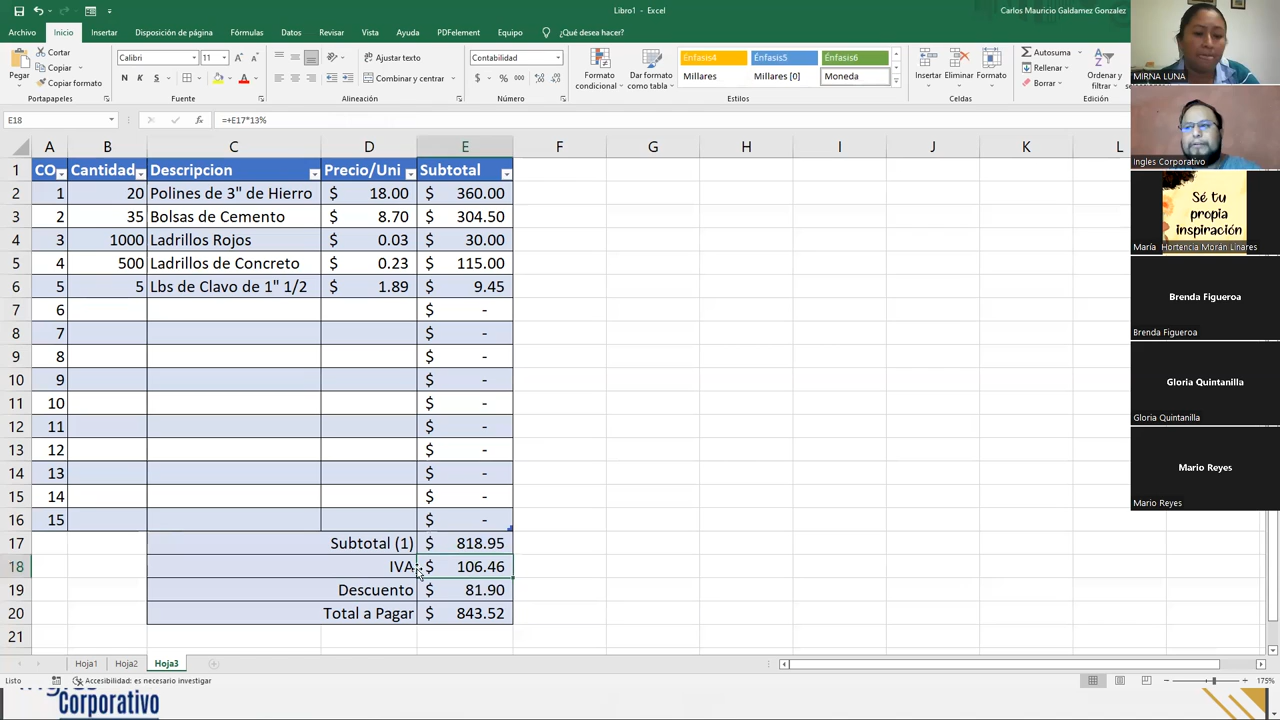 Libro1 - Excel
Carlos Mauricio Galdamez Gonzalez
Archivo Inicio Insertar Disposición de página Fórmulas Datos Revisar Vista Ayuda PDFelement Equipo ¿Qué desea hacer?
Pegar
Cortar
Copiar
Copiar formato
Portapapeles
Calibri 11
N K S
Fuente
Ajustar texto
Combinar y centrar
Alineación
Contabilidad
$ % 000
Número
Formato condicional
Dar formato como tabla
Énfasis5 Énfasis6
Millares Millares [0] Moneda
Estilos
Insertar Eliminar Formato
Celdas
Autosuma
Rellenar
Borrar
Ordenar y filtrar
Edición
E18 fx =+E17*13%
A B C D E F G H I J K L
1 CO Cantidad Descripcion Precio/Uni Subtotal
2 1 20 Polines de 3" de Hierro $ 18.00 $ 360.00
3 2 35 Bolsas de Cemento $ 8.70 $ 304.50
4 3 1000 Ladrillos Rojos $ 0.03 $ 30.00
5 4 500 Ladrillos de Concreto $ 0.23 $ 115.00
6 5 5 Lbs de Clavo de 1" 1/2 $ 1.89 $ 9.45
7 6 $ -
8 7 $ -
9 8 $ -
10 9 $ -
11 10 $ -
12 11 $ -
13 12 $ -
14 13 $ -
15 14 $ -
16 15 $ -
17 Subtotal (1) $ 818.95
18 IVA $ 106.46
19 Descuento $ 81.90
20 Total a Pagar $ 843.52
21
Hoja1 Hoja2 Hoja3
Listo Accesibilidad: es necesario investigar 175%
Corporativo
MIRNA LUNA
Ingles Corporativo
Sé tu
propia
inspiración
María Hortencia Morán Linares
Brenda Figueroa
Brenda Figueroa
Gloria Quintanilla
Gloria Quintanilla
Mario Reyes
Mario Reyes